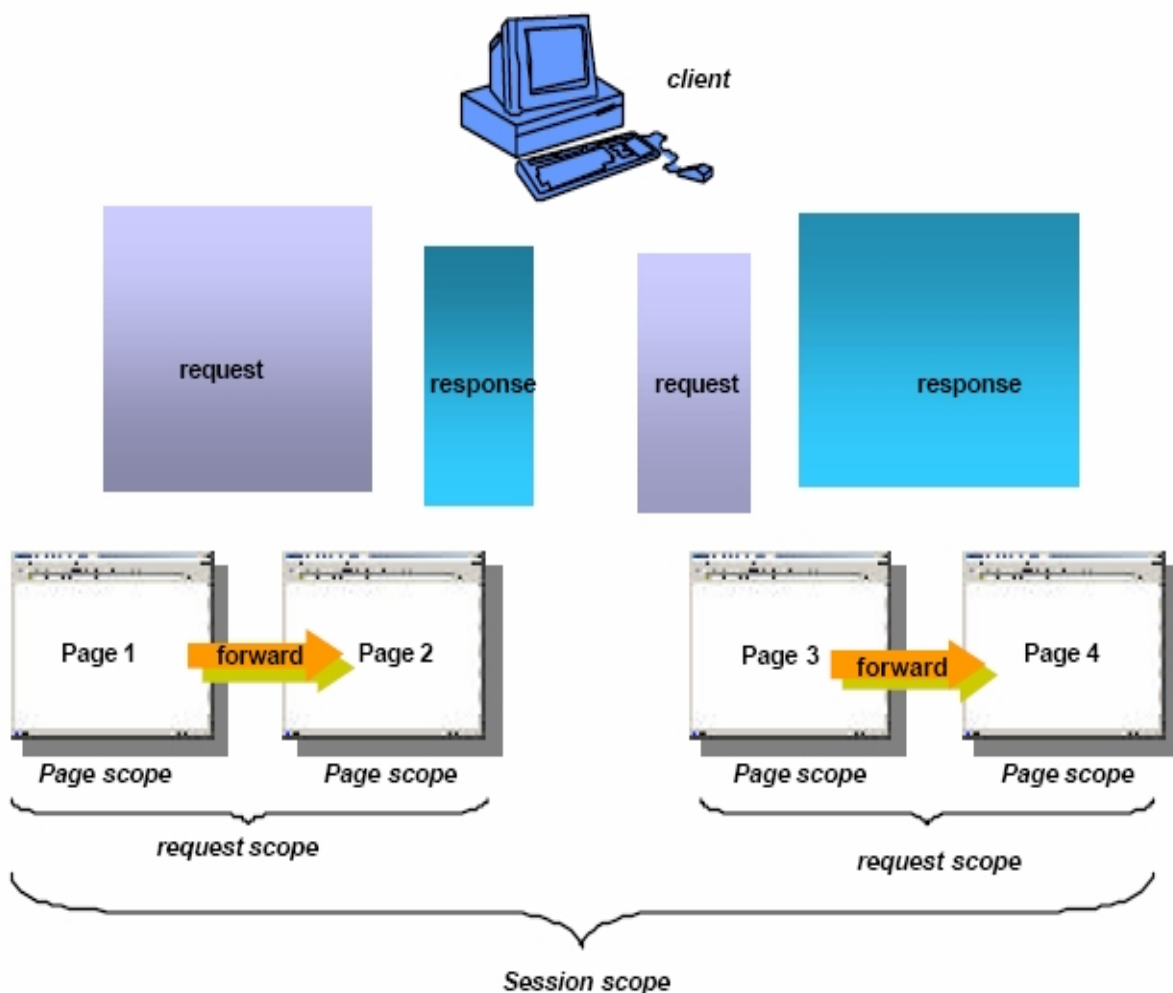 client
request
response
request
response
Page 1
forward
Page 2
Page 3
forward
Page 4
Page scope
Page scope
Page scope
Page scope
request scope
request scope
Session scope